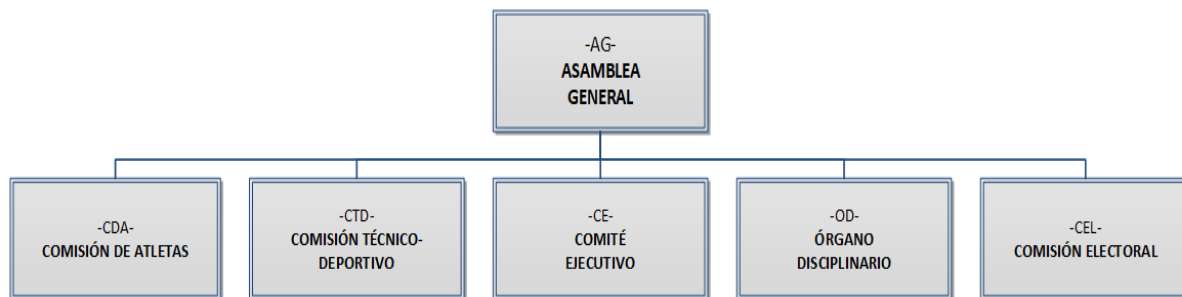 -AG-
ASAMBLEA
GENERAL
-CDA-
COMISIÓN DE ATLETAS
-CTD-
COMISIÓN TÉCNICO-
DEPORTIVO
-CE-
COMITÉ
EJECUTIVO
-OD-
ÓRGANO
DISCIPLINARIO
-CEL-
COMISIÓN ELECTORAL